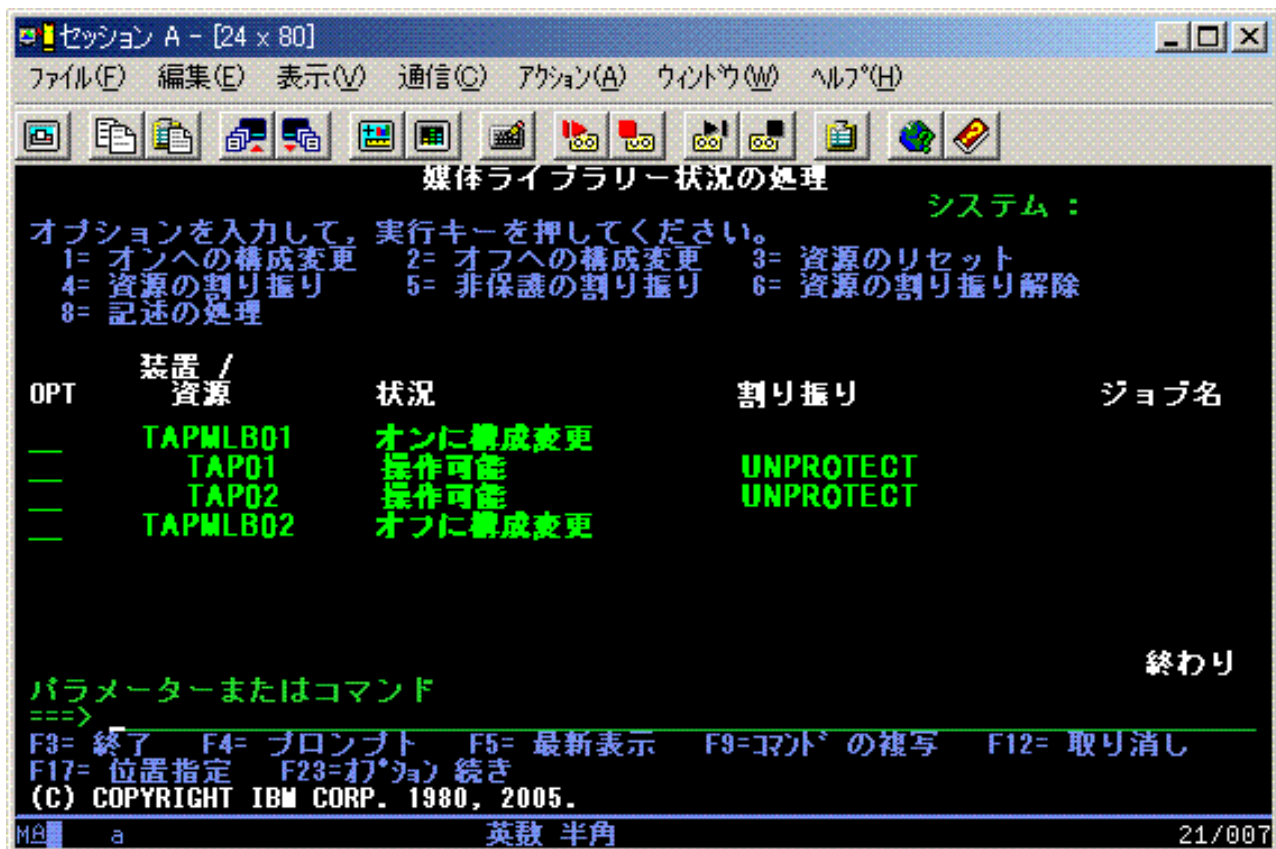 セッション A - [24 x 80]
ファイル(F) 編集(E) 表示(V) 通信(C) アクション(A) ウィンドウ(W) ヘルプ(H)
媒体ライブラリー状況の処理
システム :
オプションを入力して, 実行キーを押してください。
1= オンへの構成変更 2= オフへの構成変更 3= 資源のリセット
4= 資源の割り振り 5= 非保護の割り振り 6= 資源の割り振り解除
8= 記述の処理
装置 /
OPT 資源 状況 割り振り ジョブ名
TAPMLB01 オンに構成変更
TAP01 操作可能 UNPROTECT
TAP02 操作可能 UNPROTECT
TAPMLB02 オフに構成変更
終わり
パラメーターまたはコマンド
===>
F3= 終了 F4= プロンプト F5= 最新表示 F9=コマンド の複写 F12= 取り消し
F17= 位置指定 F23=オプション 続き
(C) COPYRIGHT IBM CORP. 1980, 2005.
MA a 英数 半角 21/007